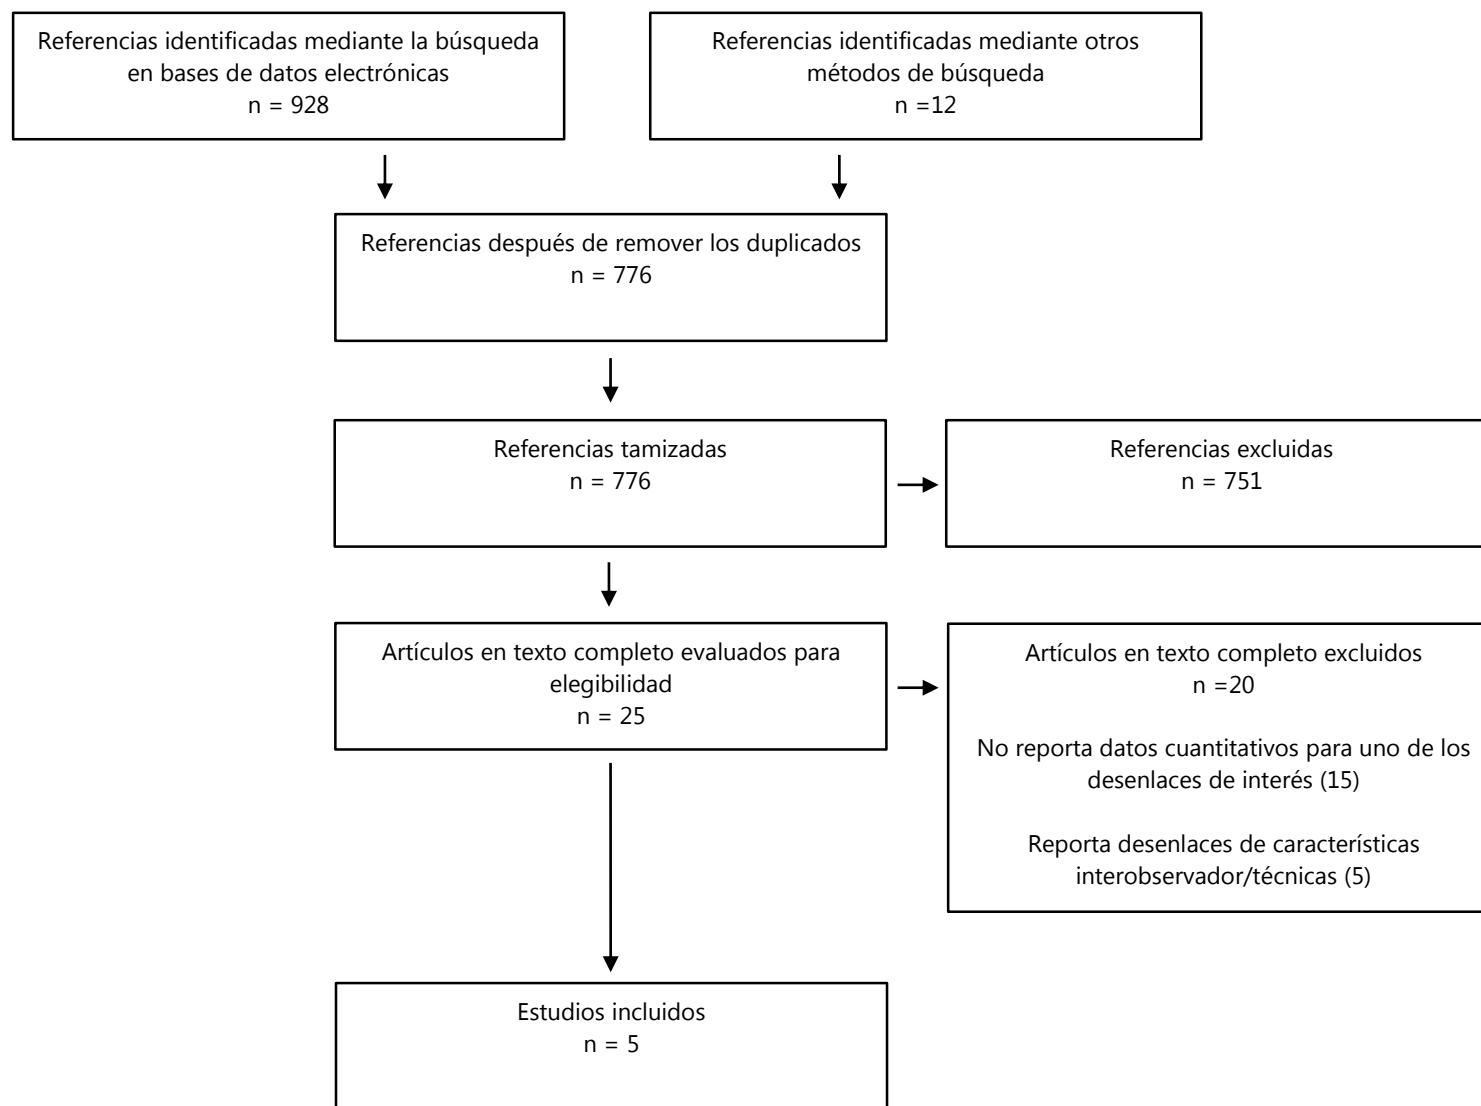 Referencias identificadas mediante la búsqueda
en bases de datos electrónicas
n = 928
Referencias identificadas mediante otros
métodos de búsqueda
n =12
Referencias después de remover los duplicados
n = 776
Referencias tamizadas
n = 776
Referencias excluidas
n = 751
Artículos en texto completo evaluados para
elegibilidad
n = 25
Artículos en texto completo excluidos
n =20
No reporta datos cuantitativos para uno de los
desenlaces de interés (15)
Reporta desenlaces de características
interobservador/técnicas (5)
Estudios incluidos
n = 5